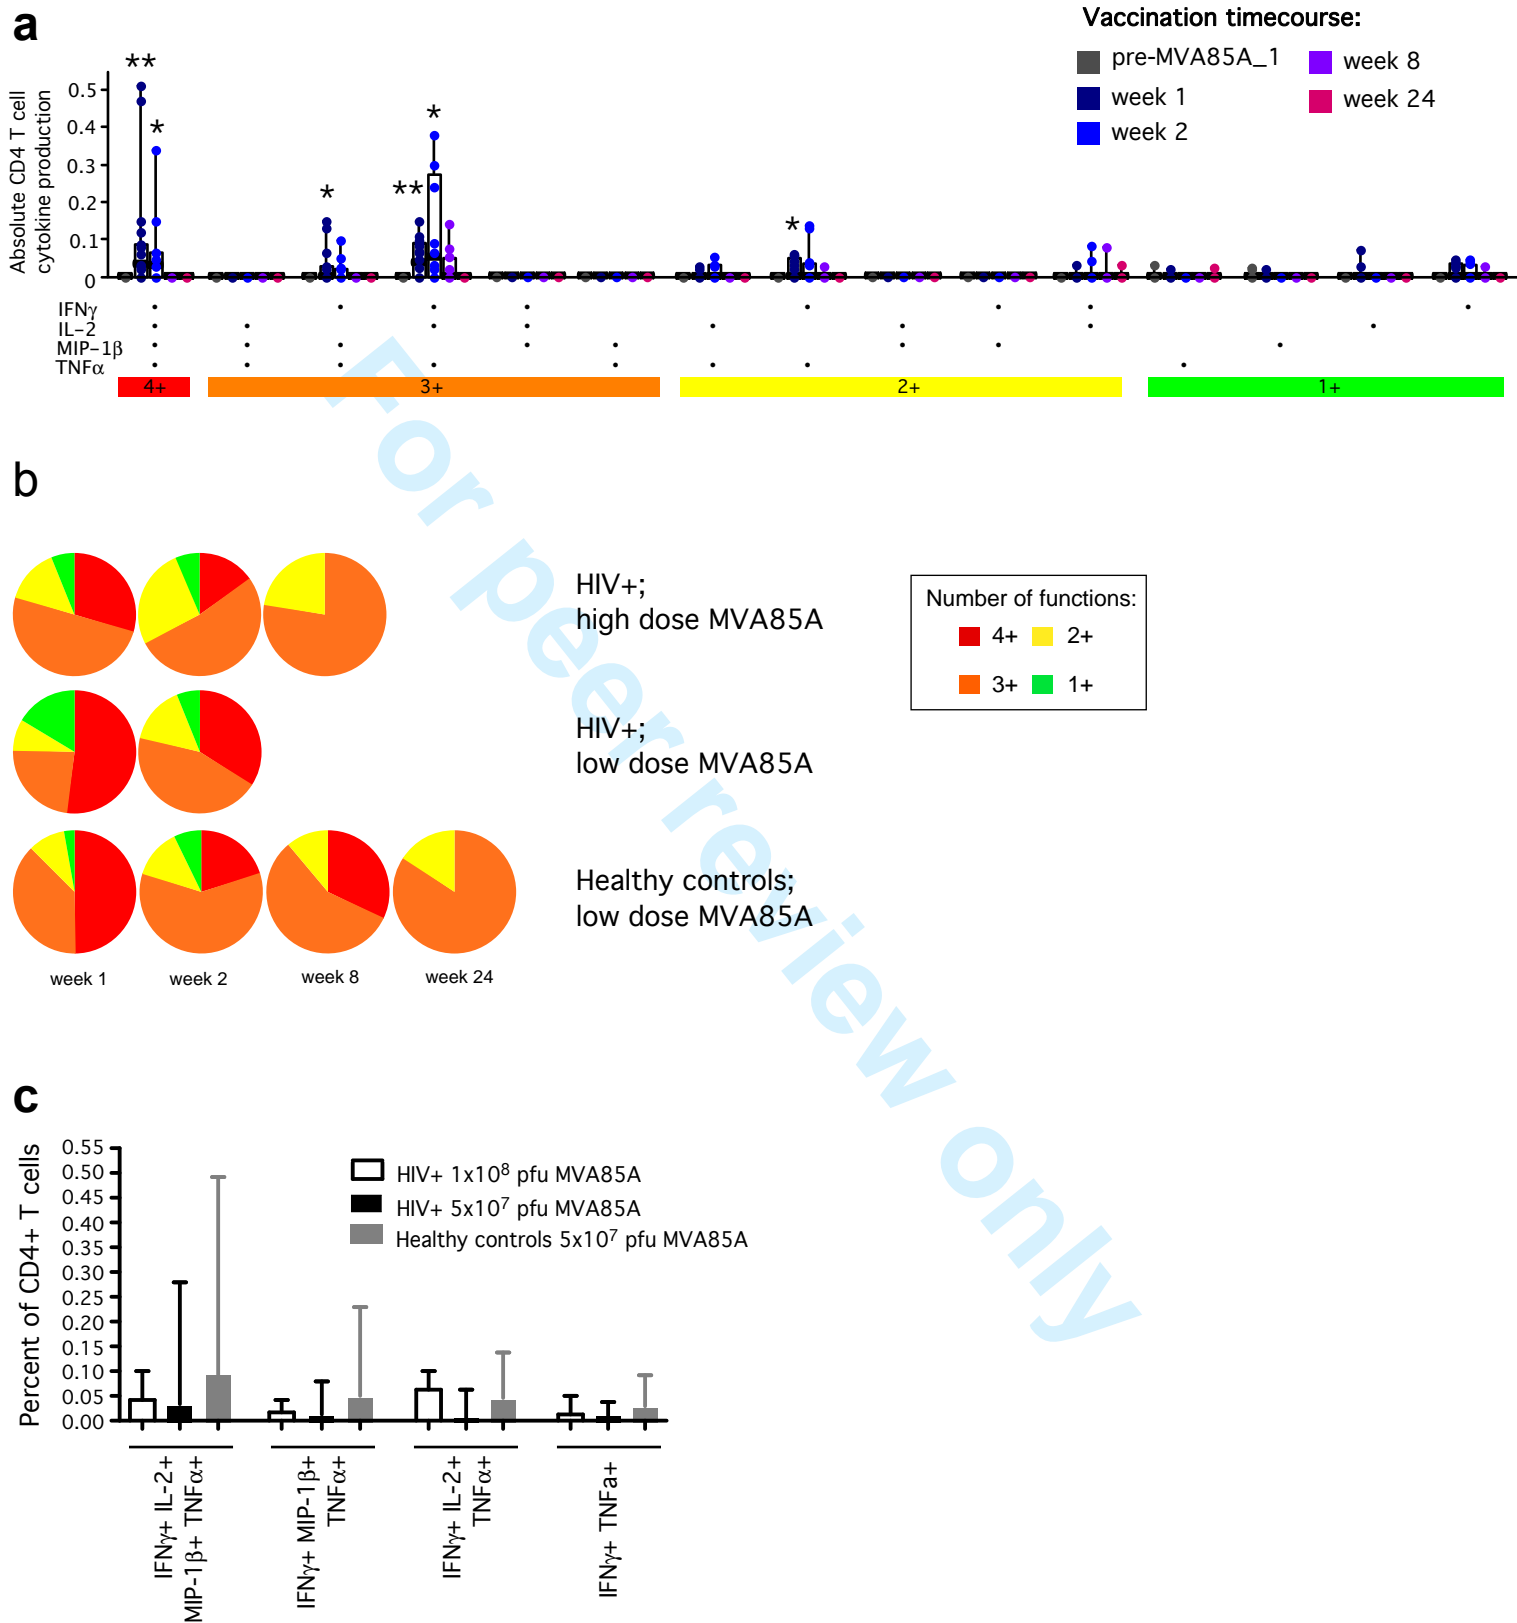 a
Vaccination timecourse:
pre-MVA85A_1
week 8
week 1
week 24
week 2
Absolute CD4 T cell
cytokine production
0.5
0.4
0.3
0.2
0.1
0
**
*
*
**
*
*
IFNγ
IL-2
MIP-1β
TNFα
4+
3+
2+
1+
b
HIV+;
high dose MVA85A
Number of functions:
4+
2+
3+
1+
HIV+;
low dose MVA85A
Healthy controls;
low dose MVA85A
week 1
week 2
week 8
week 24
c
Percent of CD4+ T cells
0.55
0.50
0.45
0.40
0.35
0.30
0.25
0.20
0.15
0.10
0.05
0.00
HIV+ 1x10⁸ pfu MVA85A
HIV+ 5x10⁷ pfu MVA85A
Healthy controls 5x10⁷ pfu MVA85A
IFNγ+ IL-2+
MIP-1β+ TNFα+
IFNγ+ MIP-1β+
TNFα+
IFNγ+ IL-2+
TNFα+
IFNγ+ TNFa+
For peer review only